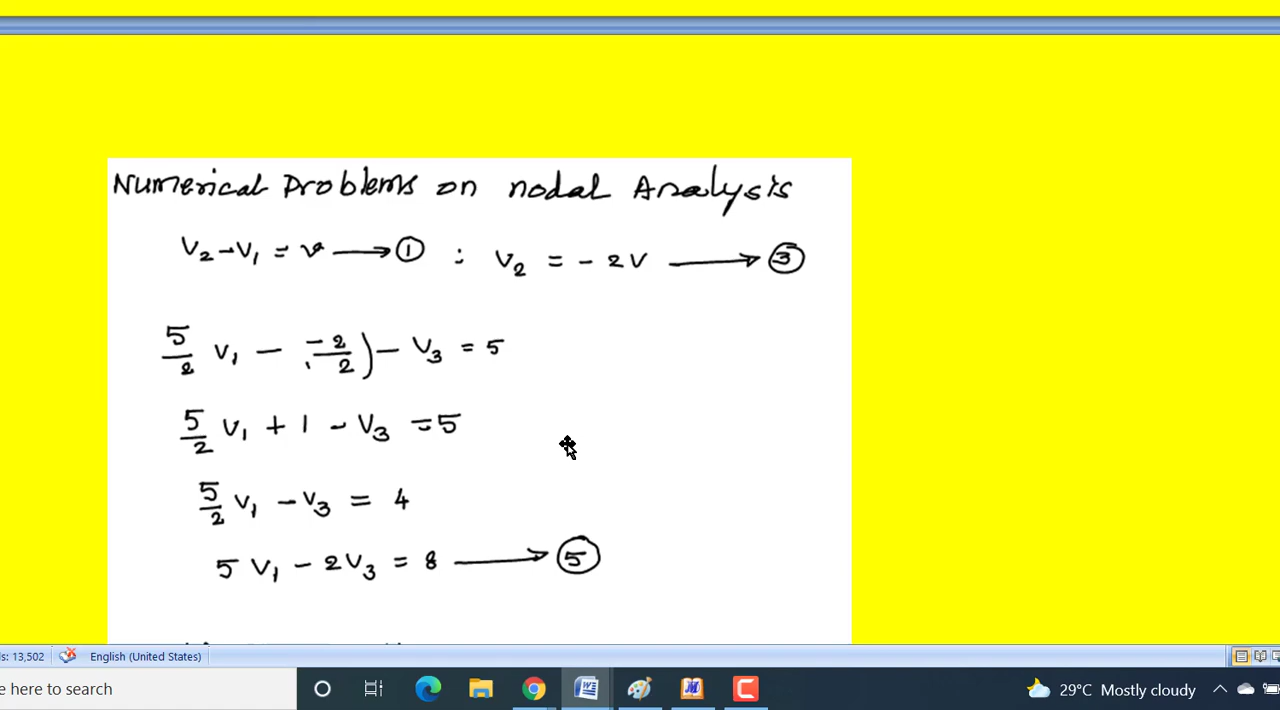 Numerical Problems on nodal Analysis
V₂ - V₁ = v ⟶ ① : V₂ = - 2V ⟶ ③
5/2 V₁ - (-2/2) - V₃ = 5
5/2 V₁ + 1 - V₃ = 5
5/2 V₁ - V₃ = 4
5 V₁ - 2V₃ = 8 ⟶ ⑤
s: 13,502 English (United States)
e here to search 29°C Mostly cloudy